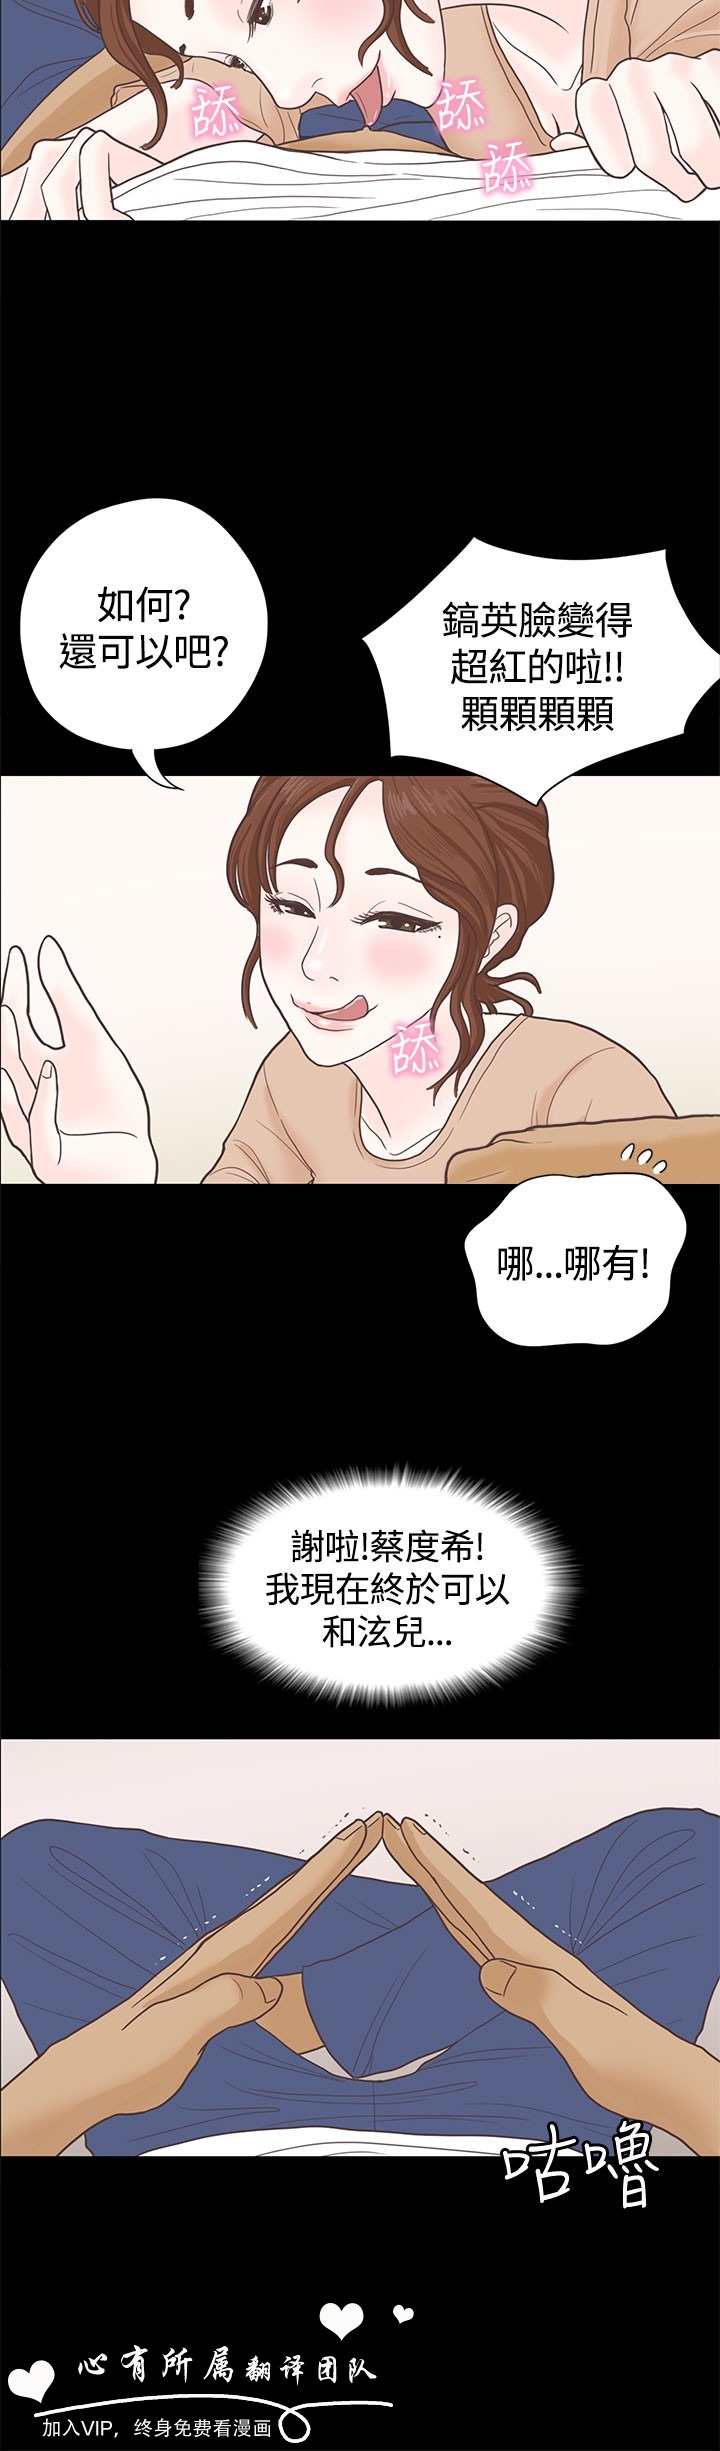 舔
舔
舔
如何?
還可以吧?
鎬英臉變得
超紅的啦!!
顆顆顆顆
舔
哪...哪有!
謝啦!蔡度希!
我現在終於可以
和泫兒...
咕嚕
心有所属翻译团队
加入VIP，终身免费看漫画